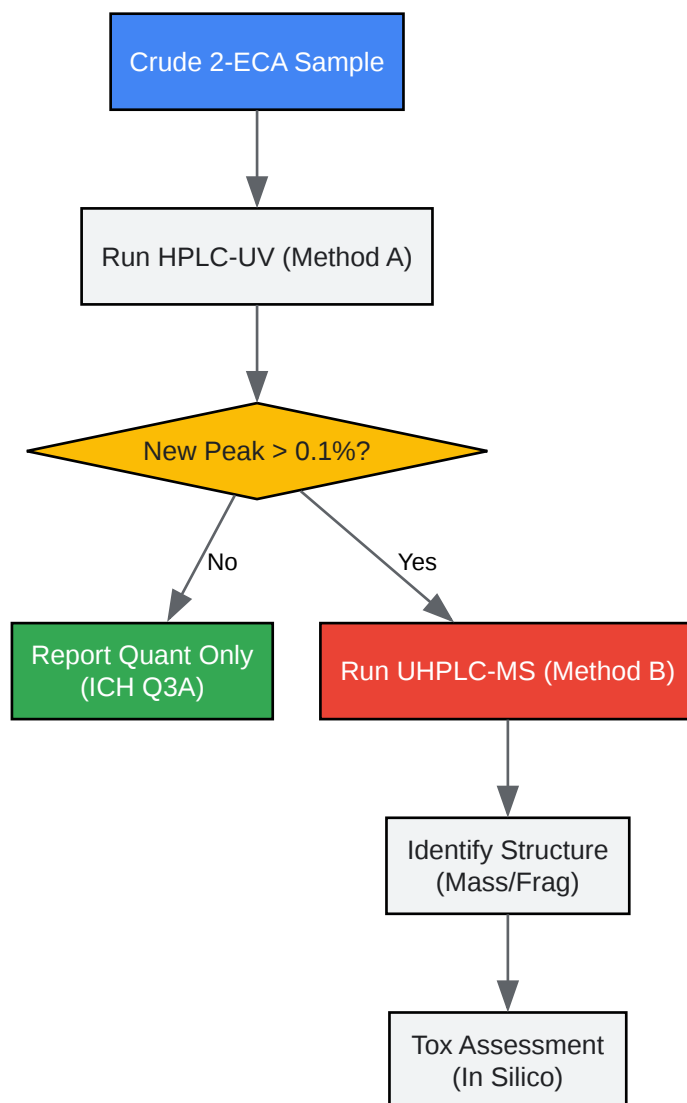 Crude 2-ECA Sample
Run HPLC-UV (Method A)
New Peak > 0.1%?
No
Yes
Report Quant Only
(ICH Q3A)
Run UHPLC-MS (Method B)
Identify Structure
(Mass/Frag)
Tox Assessment
(In Silico)